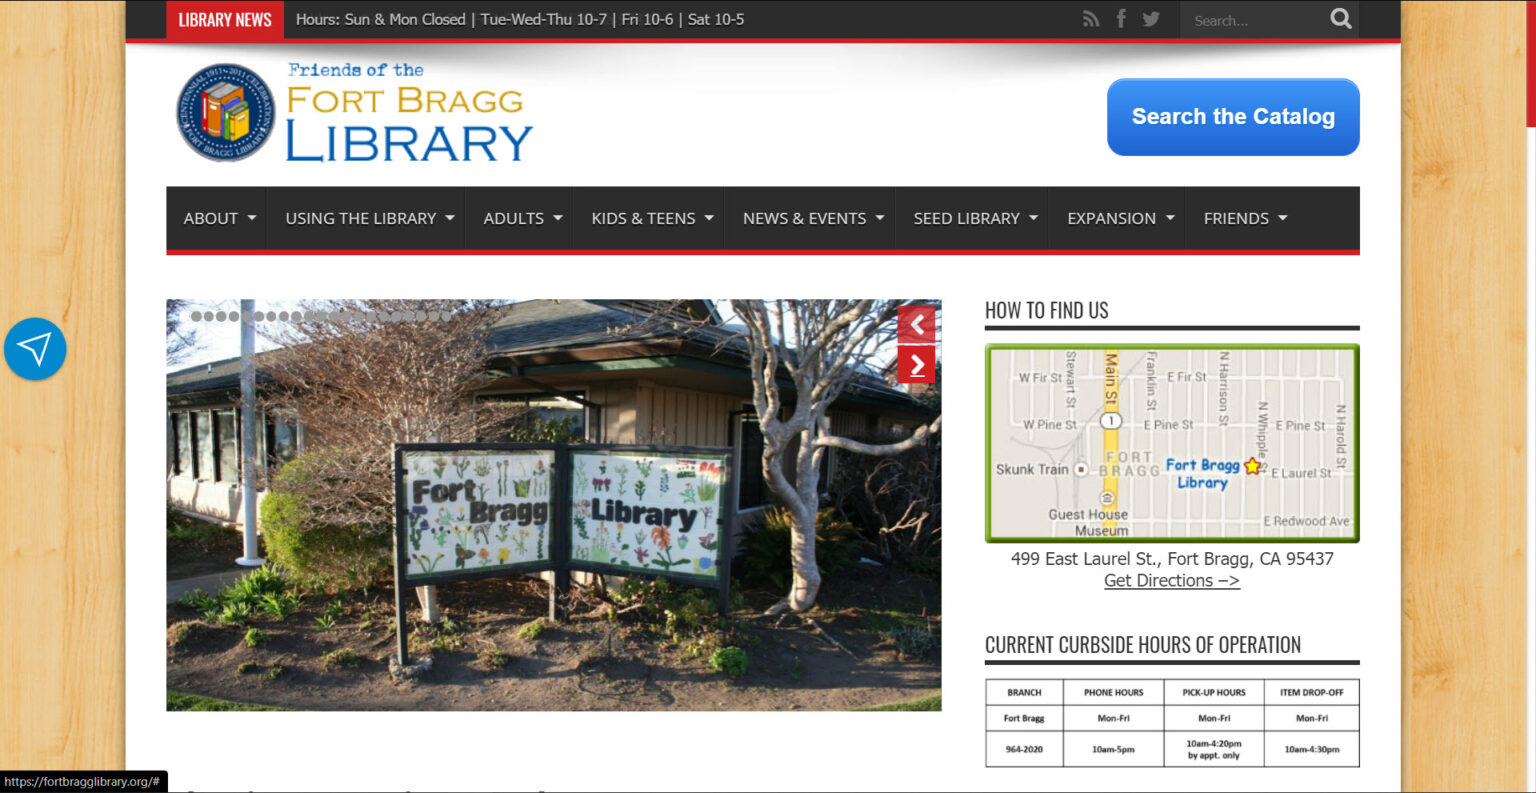 LIBRARY NEWS
Hours: Sun & Mon Closed | Tue-Wed-Thu 10-7 | Fri 10-6 | Sat 10-5
Search...
CENTENNIAL 1911-2011 CELEBRATION
FORT BRAGG LIBRARY
Friends of the
FORT BRAGG
LIBRARY
Search the Catalog
ABOUT
USING THE LIBRARY
ADULTS
KIDS & TEENS
NEWS & EVENTS
SEED LIBRARY
EXPANSION
FRIENDS
Fort
Bragg
Library
HOW TO FIND US
Stewart St
Main St
Franklin St
N Harrison St
N Whipple St
N Harold St
W Fir St
E Fir St
1
W Pine St
E Pine St
E Pine St
FORT
BRAGG
Skunk Train
Fort Bragg
Library
E Laurel St
Guest House
Museum
E Redwood Ave
499 East Laurel St., Fort Bragg, CA 95437
Get Directions –>
CURRENT CURBSIDE HOURS OF OPERATION
BRANCH PHONE HOURS PICK-UP HOURS ITEM DROP-OFF
Fort Bragg Mon-Fri Mon-Fri Mon-Fri
964-2020 10am-5pm 10am-4:20pm by appt. only 10am-4:30pm
https://fortbragglibrary.org/#